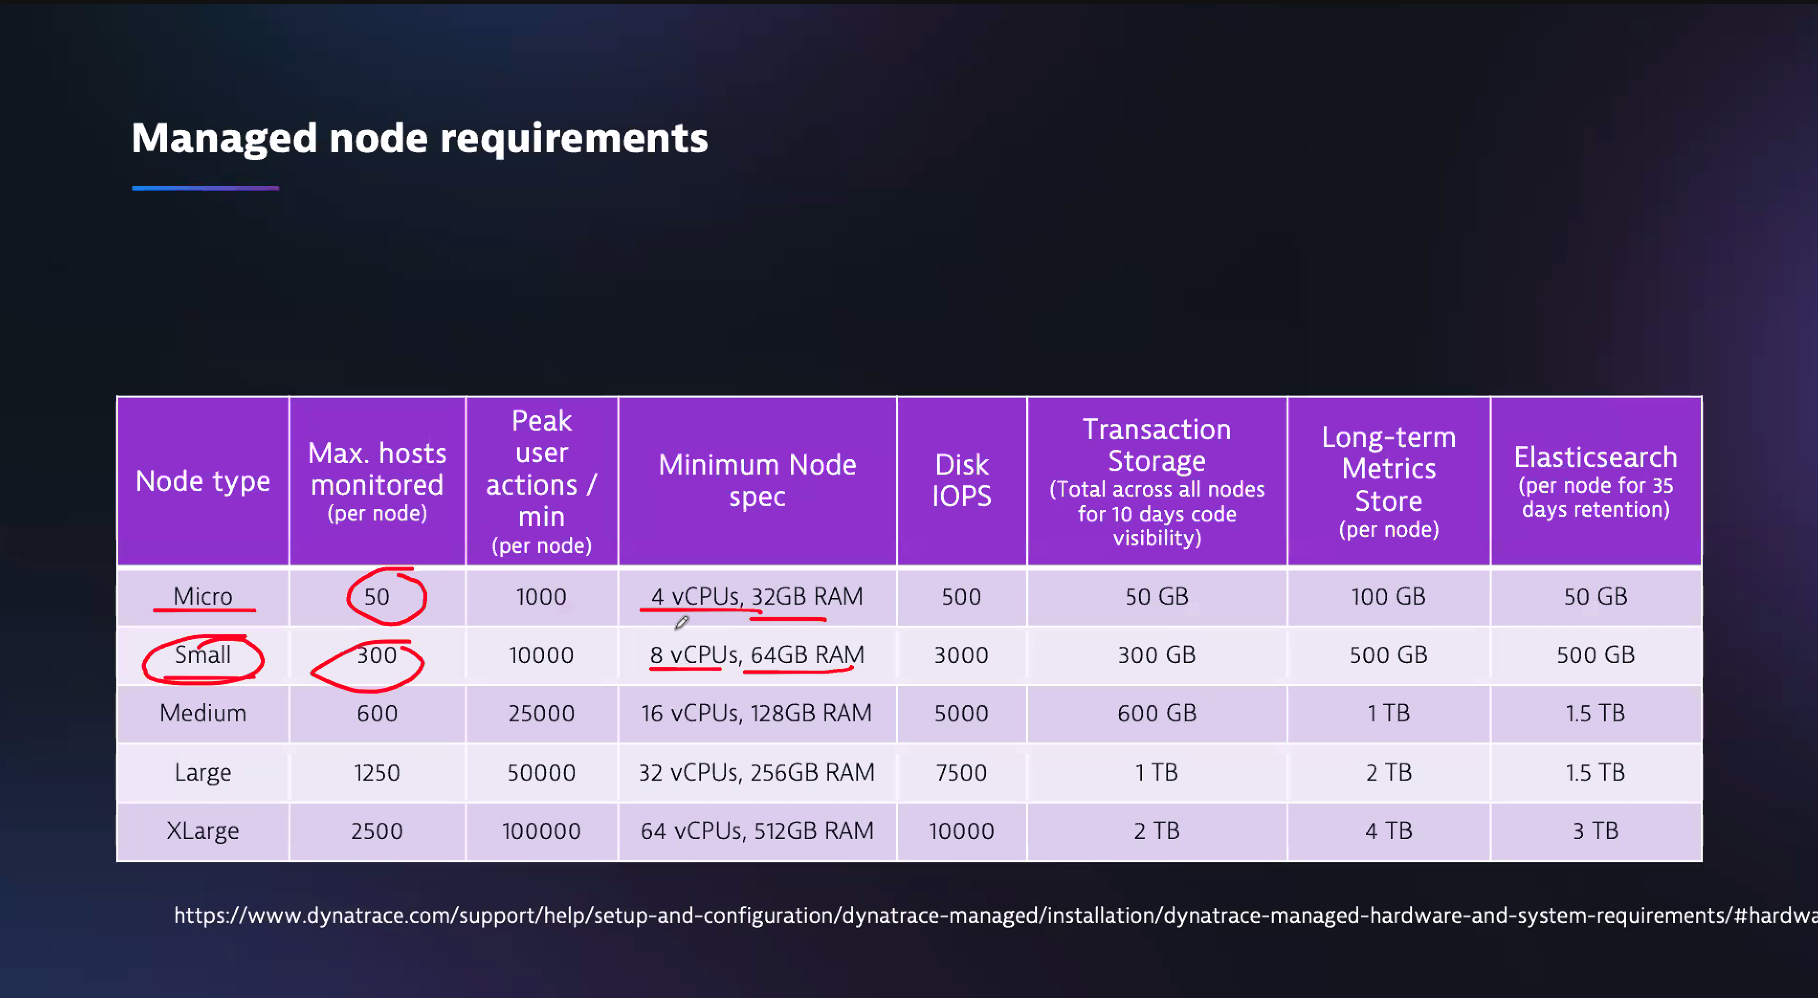 Managed node requirements
Node type
Max. hosts
monitored
(per node)
Peak
user
actions /
min
(per node)
Minimum Node
spec
Disk
IOPS
Transaction
Storage
(Total across all nodes
for 10 days code
visibility)
Long-term
Metrics
Store
(per node)
Elasticsearch
(per node for 35
days retention)
Micro 50 1000 4 vCPUs, 32GB RAM 500 50 GB 100 GB 50 GB
Small 300 10000 8 vCPUs, 64GB RAM 3000 300 GB 500 GB 500 GB
Medium 600 25000 16 vCPUs, 128GB RAM 5000 600 GB 1 TB 1.5 TB
Large 1250 50000 32 vCPUs, 256GB RAM 7500 1 TB 2 TB 1.5 TB
XLarge 2500 100000 64 vCPUs, 512GB RAM 10000 2 TB 4 TB 3 TB
https://www.dynatrace.com/support/help/setup-and-configuration/dynatrace-managed/installation/dynatrace-managed-hardware-and-system-requirements/#hardwa